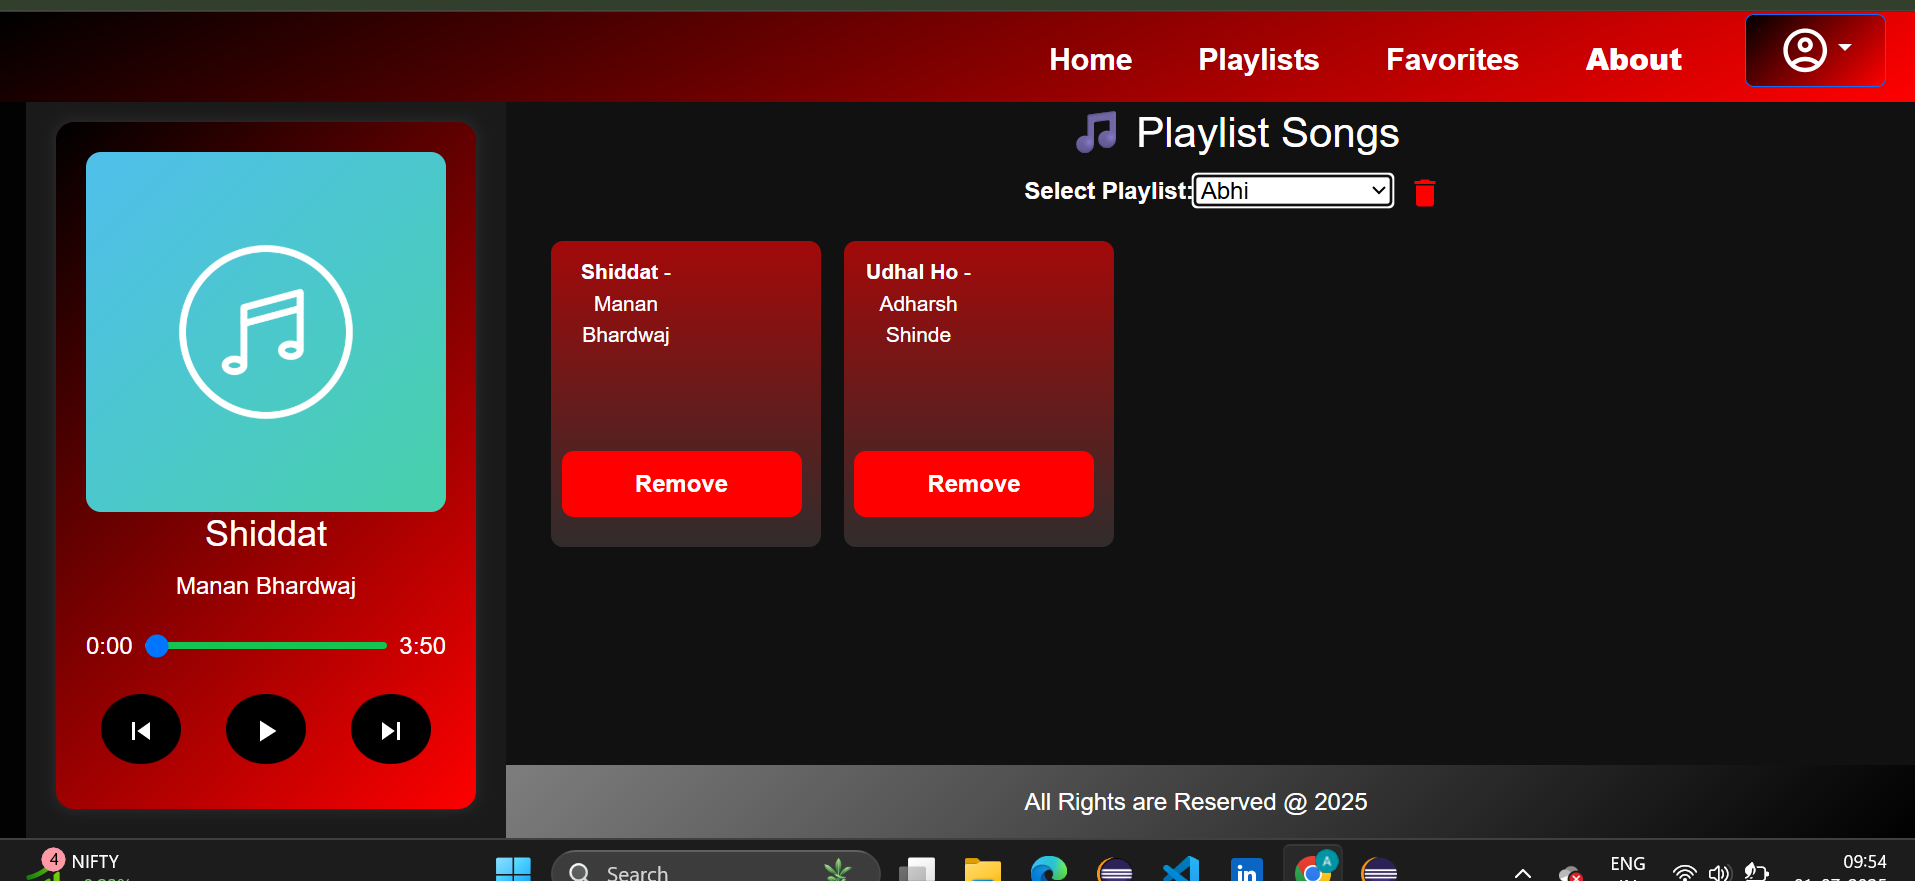 Home Playlists Favorites About
Playlist Songs
Select Playlist: Abhi
Shiddat -
Manan
Bhardwaj
Remove
Udhal Ho -
Adharsh
Shinde
Remove
Shiddat
Manan Bhardwaj
0:00 3:50
All Rights are Reserved @ 2025
4 NIFTY
Search
in
A
ENG
09:54